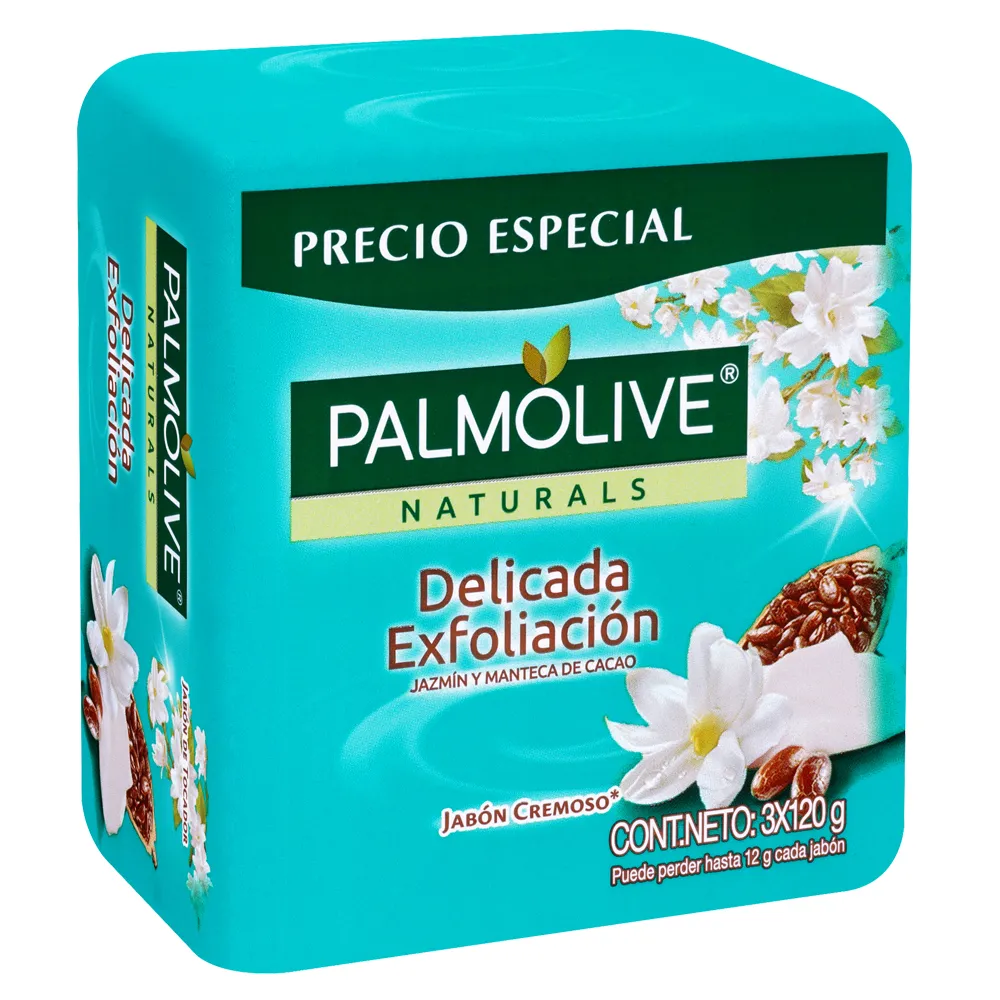 PRECIO ESPECIAL
PALMOLIVE®
NATURALS
Delicada
Exfoliación
JAZMÍN Y MANTECA DE CACAO
JABÓN CREMOSO*
CONT.NETO: 3X120 g
Puede perder hasta 12 g cada jabón
PALMOLIVE®
NATURALS
Delicada
Exfoliación
JABÓN DE TOCADOR